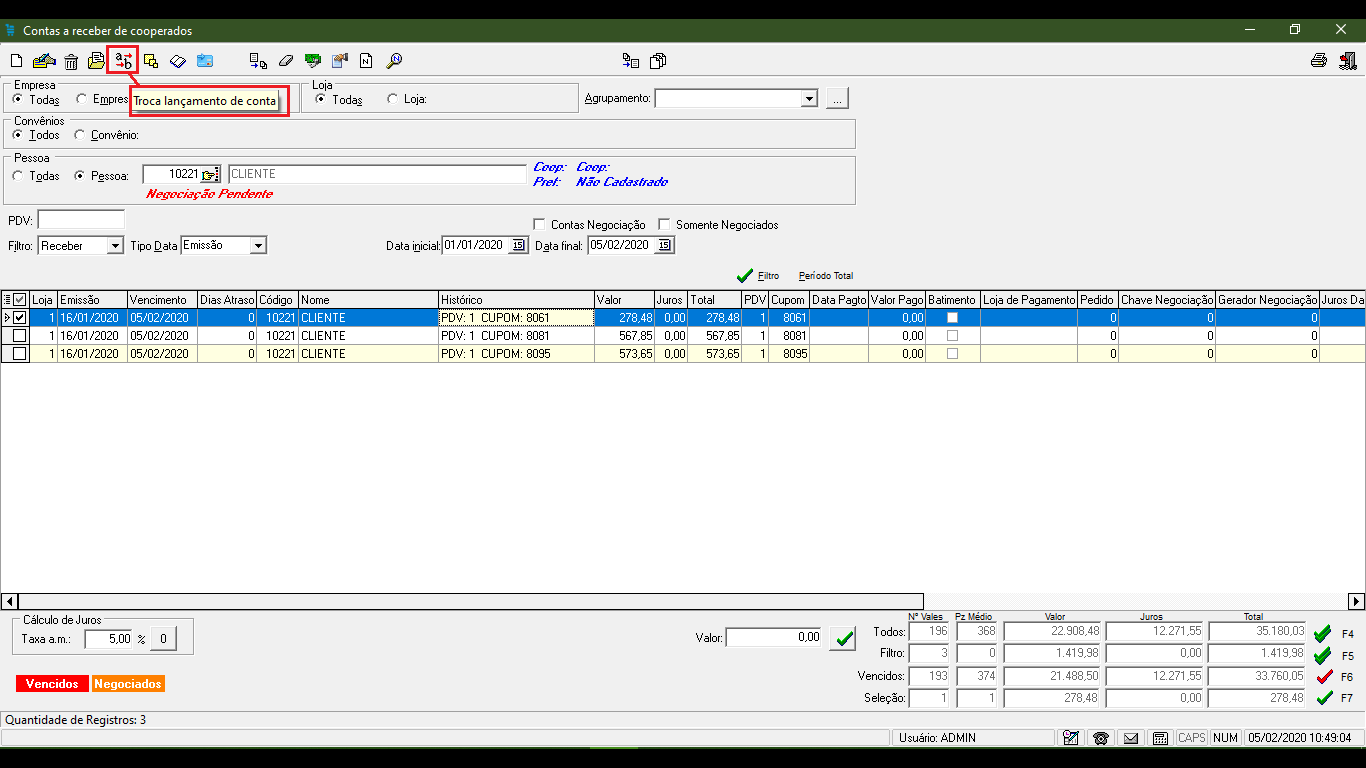 Contas a receber de cooperados
Troca lançamento de conta
Empresa
Todas
Empres
Loja
Todas
Loja:
Agrupamento:
...
Convênios
Todos
Convênio:
Pessoa
Todas
Pessoa:
10221
CLIENTE
Negociação Pendente
Coop: Coop:
Pref: Não Cadastrado
PDV:
Contas Negociação
Somente Negociados
Filtro: Receber
Tipo Data Emissão
Data inicial: 01/01/2020 15
Data final: 05/02/2020 15
Filtro
Período Total
Loja Emissão Vencimento Dias Atraso Código Nome Histórico Valor Juros Total PDV Cupom Data Pagto Valor Pago Batimento Loja de Pagamento Pedido Chave Negociação Gerador Negociação Juros Da
1 16/01/2020 05/02/2020 0 10221 CLIENTE PDV: 1 CUPOM: 8061 278,48 0,00 278,48 1 8061 0,00 0 0 0
1 16/01/2020 05/02/2020 0 10221 CLIENTE PDV: 1 CUPOM: 8081 567,85 0,00 567,85 1 8081 0,00 0 0 0
1 16/01/2020 05/02/2020 0 10221 CLIENTE PDV: 1 CUPOM: 8095 573,65 0,00 573,65 1 8095 0,00 0 0 0
Cálculo de Juros
Taxa a.m.: 5,00 % 0
Vencidos
Negociados
Valor: 0,00
Nº Vales Pz Médio Valor Juros Total
Todos: 196 368 22.908,48 12.271,55 35.180,03 F4
Filtro: 3 0 1.419,98 0,00 1.419,98 F5
Vencidos: 193 374 21.488,50 12.271,55 33.760,05 F6
Seleção: 1 1 278,48 0,00 278,48 F7
Quantidade de Registros: 3
Usuário: ADMIN
CAPS NUM 05/02/2020 10:49:04